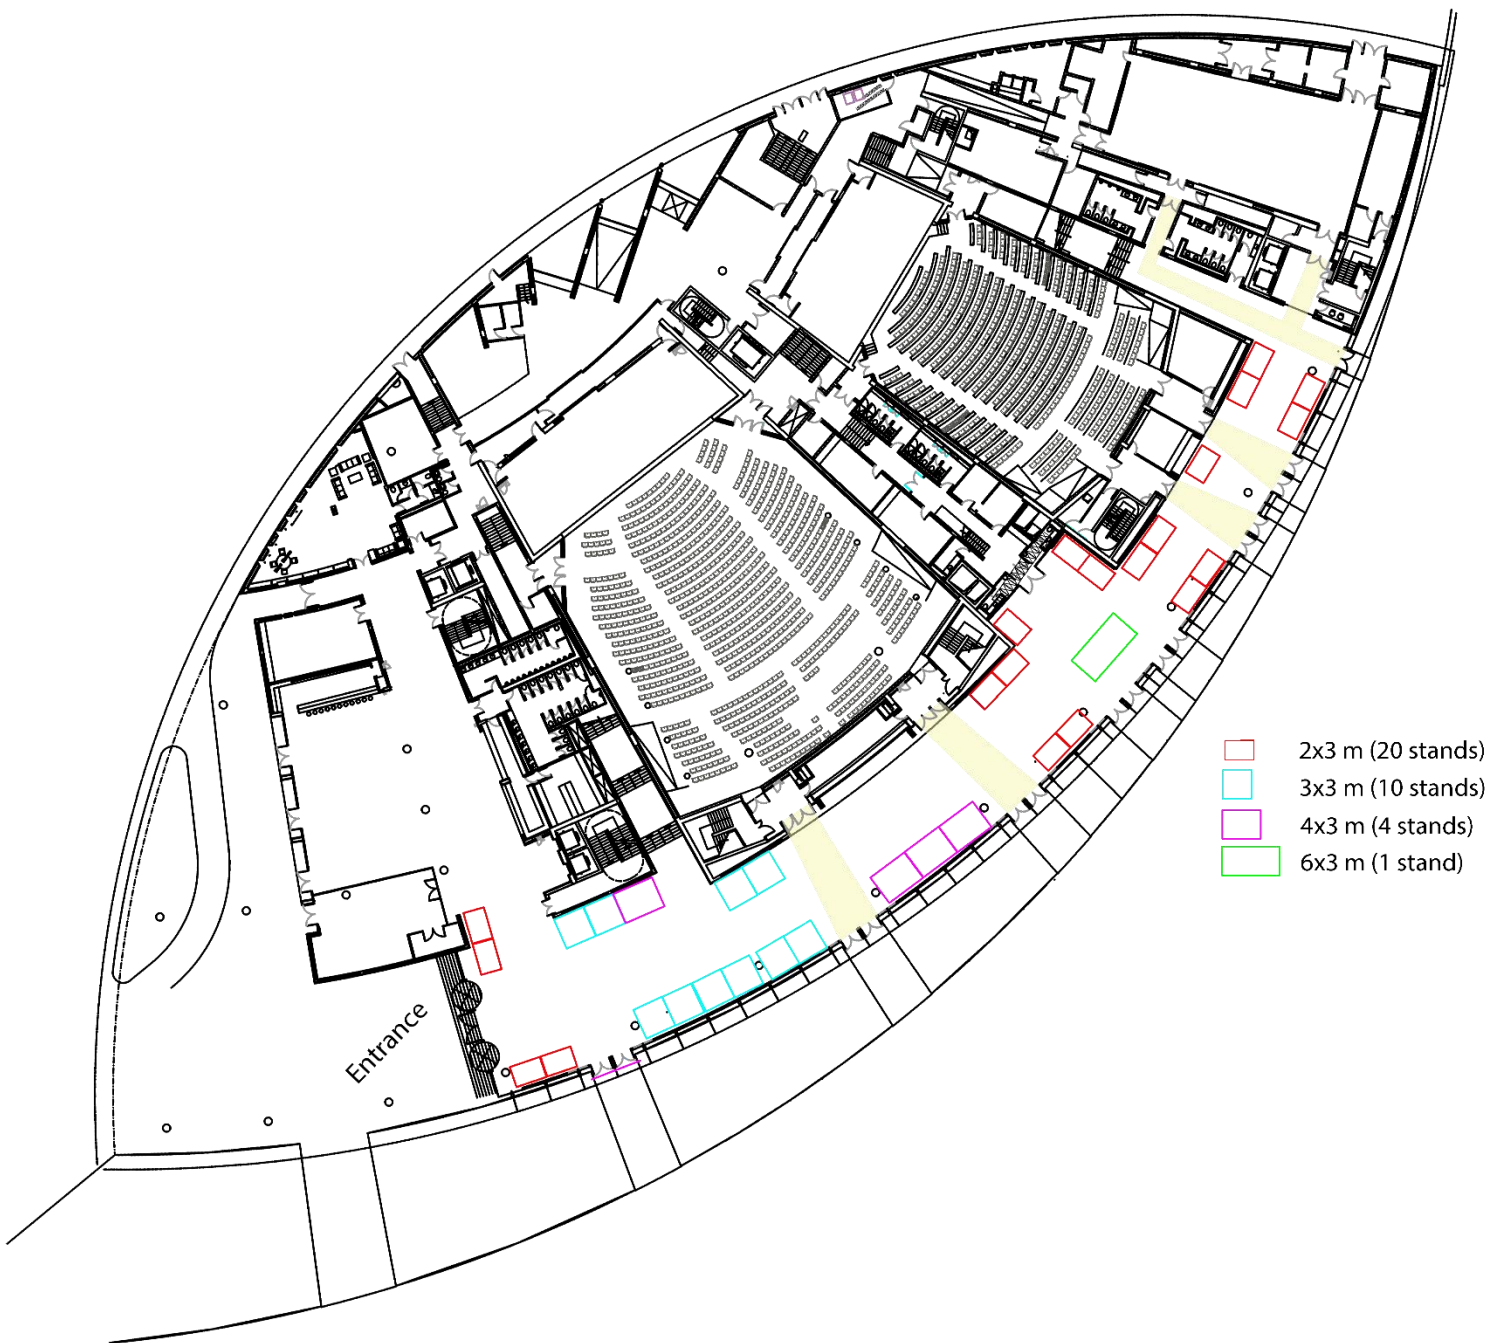 2x3 m (20 stands)
3x3 m (10 stands)
4x3 m (4 stands)
6x3 m (1 stand)
Entrance